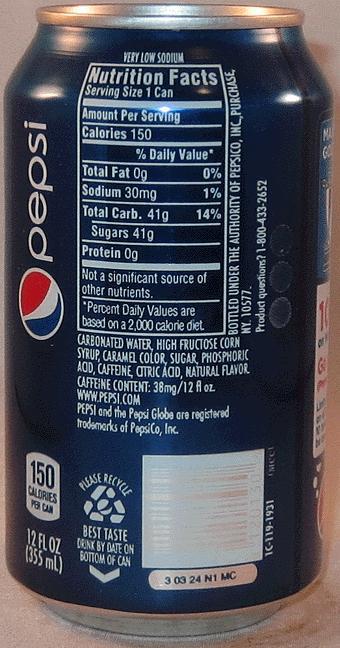 VERY LOW SODIUM
Nutrition Facts
Serving Size 1 Can
Amount Per Serving
Calories 150
% Daily Value*
Total Fat 0g 0%
Sodium 30mg 1%
Total Carb. 41g 14%
Sugars 41g
Protein 0g
Not a significant source of
other nutrients.
*Percent Daily Values are
based on a 2,000 calorie diet.
BOTTLED UNDER THE AUTHORITY OF PEPSICO, INC., PURCHASE,
NY. 10577.
Product questions? 1-800-433-2652
CARBONATED WATER, HIGH FRUCTOSE CORN
SYRUP, CARAMEL COLOR, SUGAR, PHOSPHORIC
ACID, CAFFEINE, CITRIC ACID, NATURAL FLAVOR.
CAFFEINE CONTENT: 38mg/12 fl oz.
WWW.PEPSI.COM
PEPSI and the Pepsi Globe are registered
trademarks of PepsiCo, Inc.
pepsi
150
CALORIES
PER CAN
12 FL OZ
(355 mL)
PLEASE RECYCLE
BEST TASTE
DRINK BY DATE ON
BOTTOM OF CAN
3 03 24 N1 MC
TC-119-1931
(MCC)